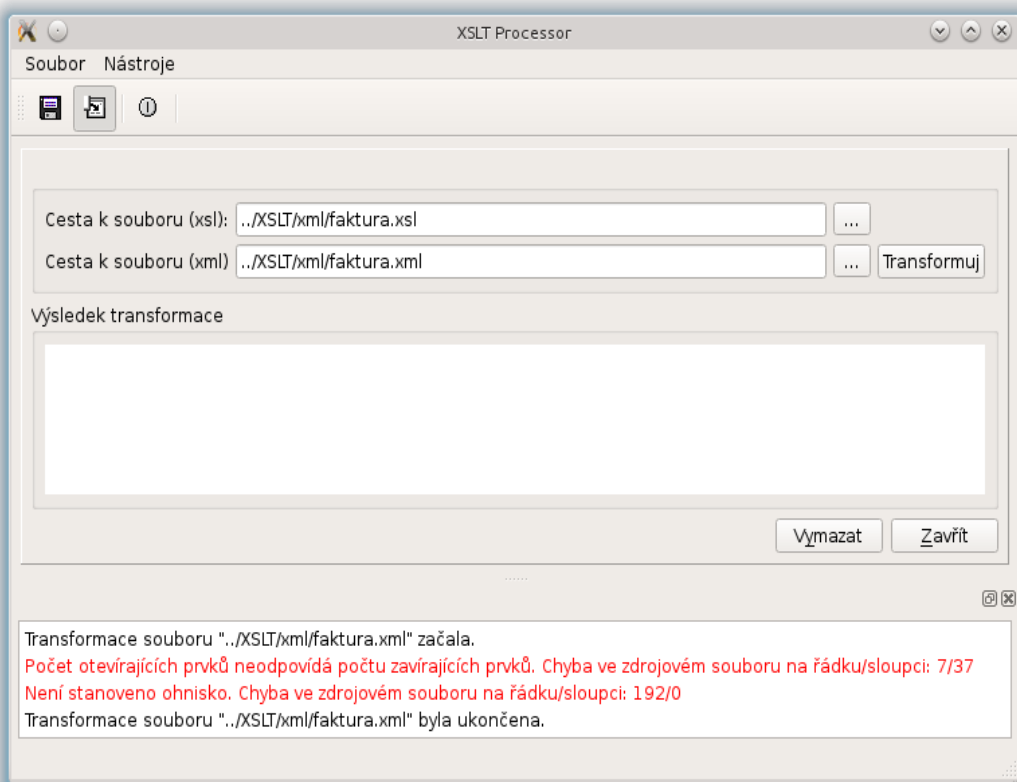 XSLT Processor
Soubor Nástroje
Cesta k souboru (xsl): ../XSLT/xml/faktura.xsl ...
Cesta k souboru (xml) ../XSLT/xml/faktura.xml ... Transformuj
Výsledek transformace
Vymazat Zavřít
Transformace souboru "../XSLT/xml/faktura.xml" začala.
Počet otevírajících prvků neodpovídá počtu zavírajících prvků. Chyba ve zdrojovém souboru na řádku/sloupci: 7/37
Není stanoveno ohnisko. Chyba ve zdrojovém souboru na řádku/sloupci: 192/0
Transformace souboru "../XSLT/xml/faktura.xml" byla ukončena.